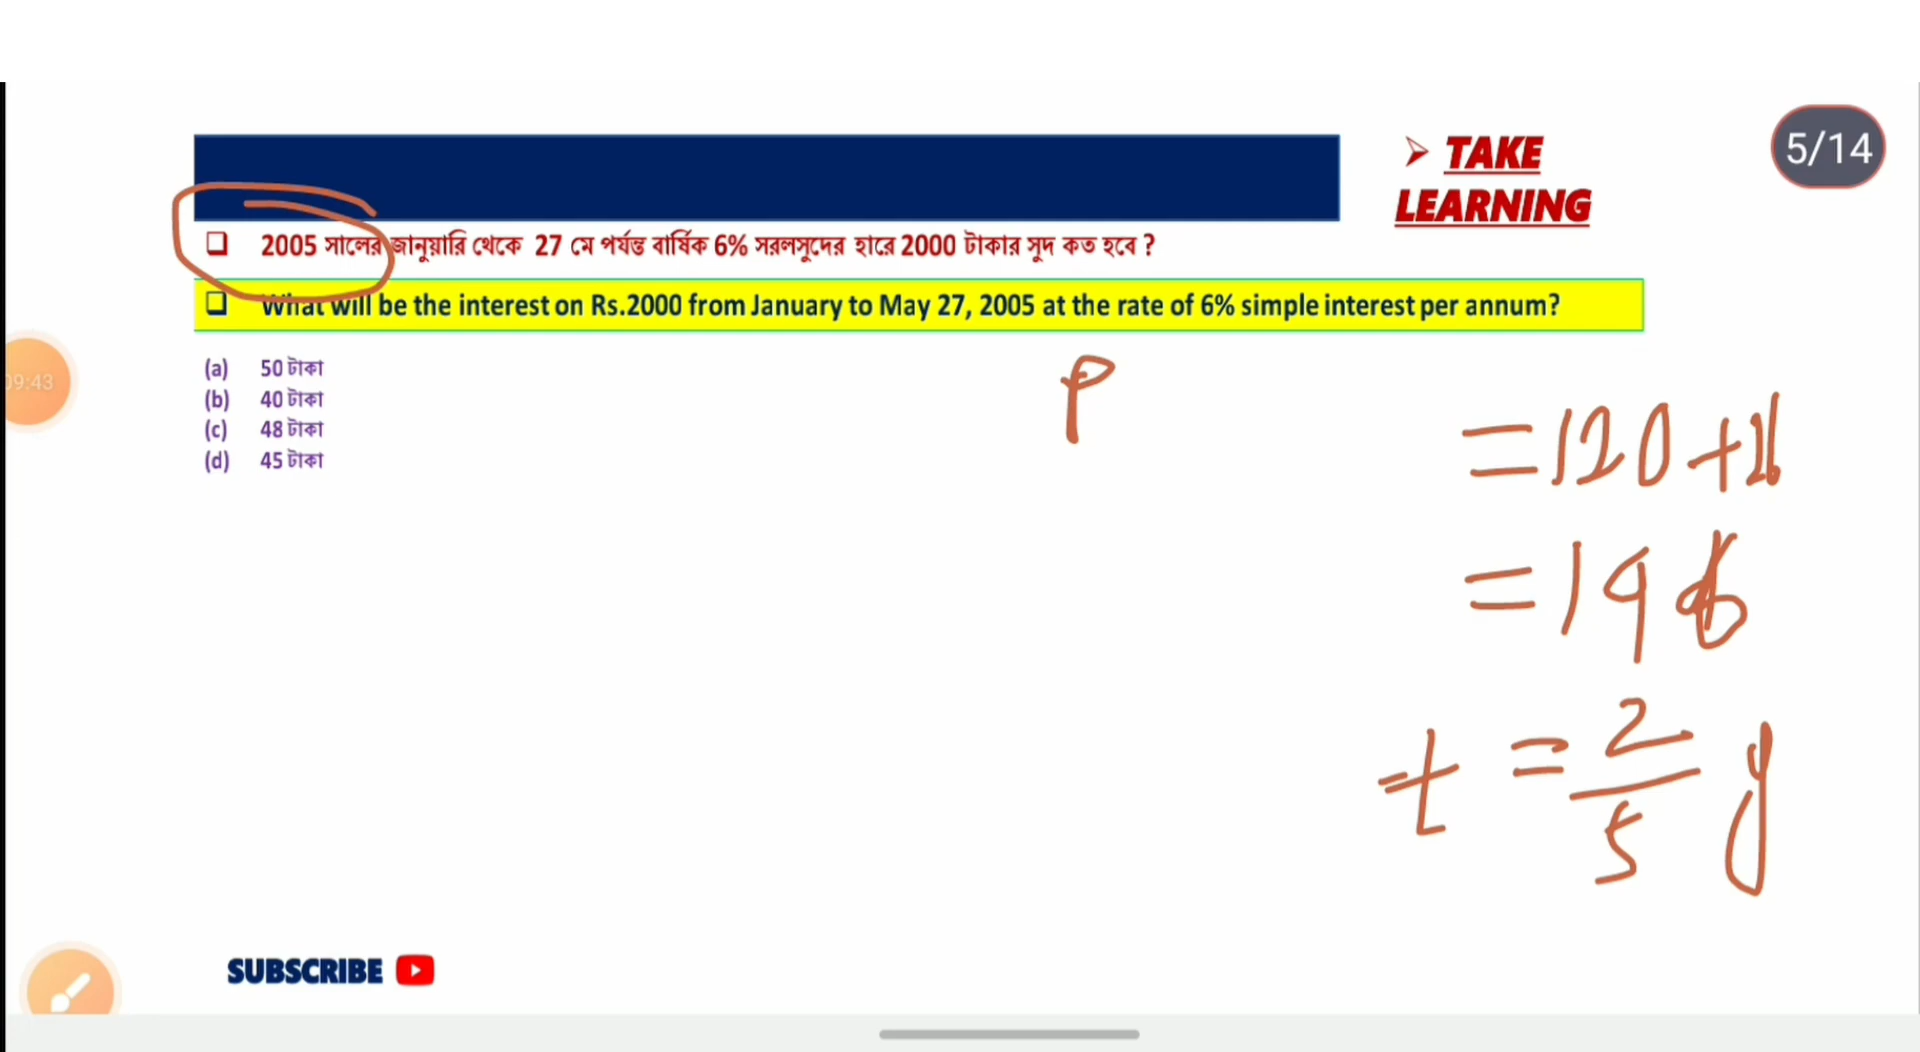 ➢ TAKE
LEARNING
5/14
❑ 2005 সালের জানুয়ারি থেকে 27 মে পর্যন্ত বার্ষিক 6% সরলসুদের হারে 2000 টাকার সুদ কত হবে ?
❑ What will be the interest on Rs.2000 from January to May 27, 2005 at the rate of 6% simple interest per annum?
(a) 50 টাকা
(b) 40 টাকা
(c) 48 টাকা
(d) 45 টাকা
09:43
P
=120+26
=146
t = 2/5 y
SUBSCRIBE